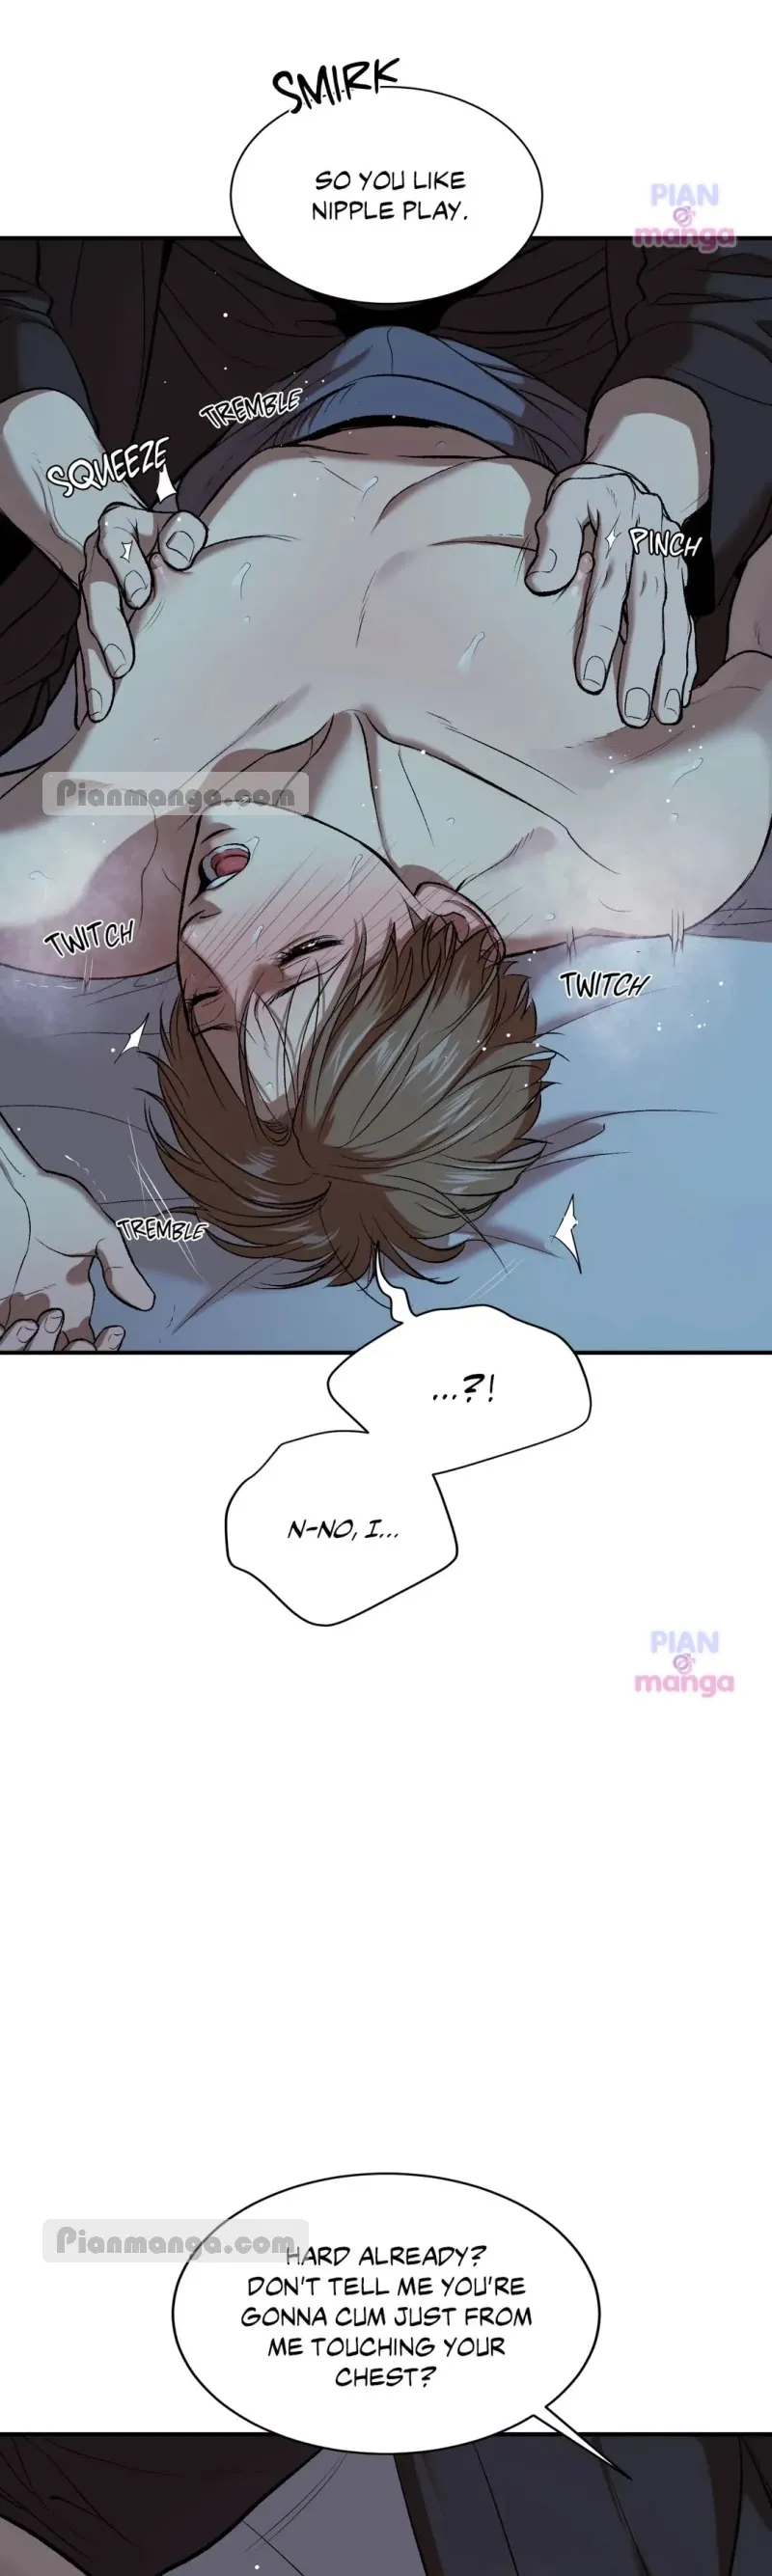 SMIRK
SO YOU LIKE
NIPPLE PLAY.
PIAN
manga
TREMBLE
SQUEEZE
PINCH
Pianmanga.com
TWITCH
TWITCH
TREMBLE
...?!
N-NO, I...
PIAN
manga
Pianmanga.com
HARD ALREADY?
DON'T TELL ME YOU'RE
GONNA CUM JUST FROM
ME TOUCHING YOUR
CHEST?